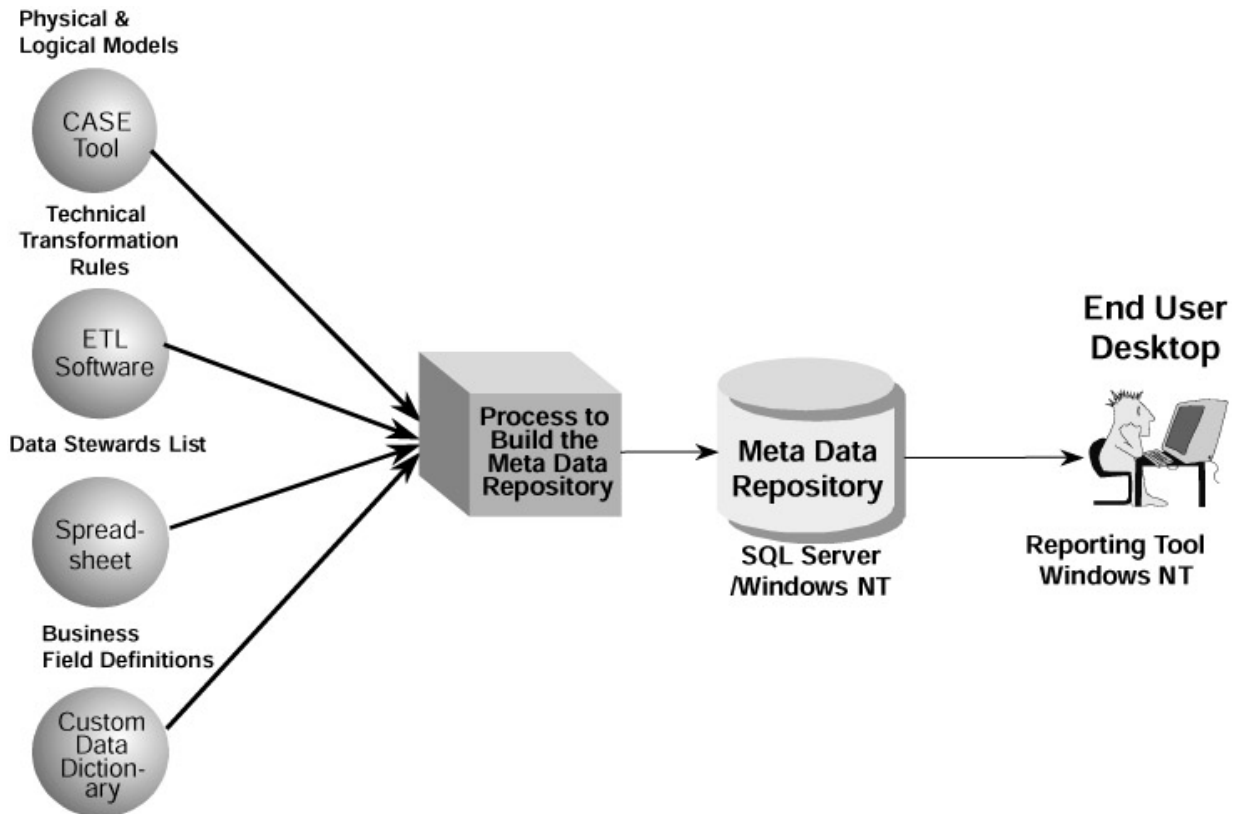 Physical &
Logical Models
CASE
Tool
Technical
Transformation
Rules
ETL
Software
Data Stewards List
Spread-
sheet
Business
Field Definitions
Custom
Data
Diction-
ary
Process to
Build the
Meta Data
Repository
Meta Data
Repository
SQL Server
/Windows NT
End User
Desktop
Reporting Tool
Windows NT